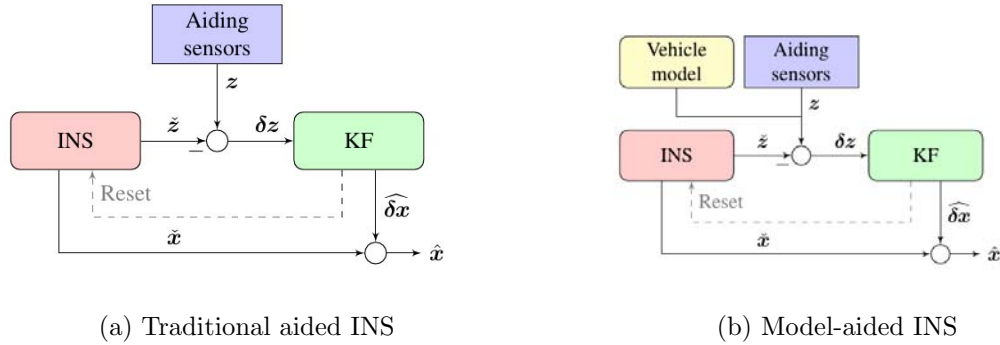 Aiding
sensors
z
INS
ž
−
δz
KF
Reset
δx̂
x̌
x̂
(a) Traditional aided INS
Vehicle
model
Aiding
sensors
z
INS
ž
−
δz
KF
Reset
δx̂
x̌
x̂
(b) Model-aided INS